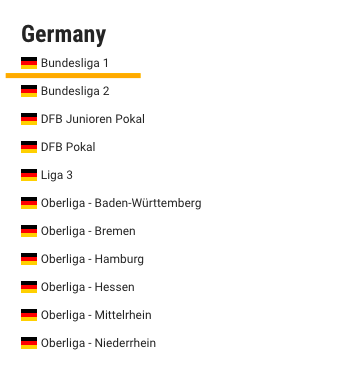 Germany
Bundesliga 1
Bundesliga 2
DFB Junioren Pokal
DFB Pokal
Liga 3
Oberliga - Baden-Württemberg
Oberliga - Bremen
Oberliga - Hamburg
Oberliga - Hessen
Oberliga - Mittelrhein
Oberliga - Niederrhein